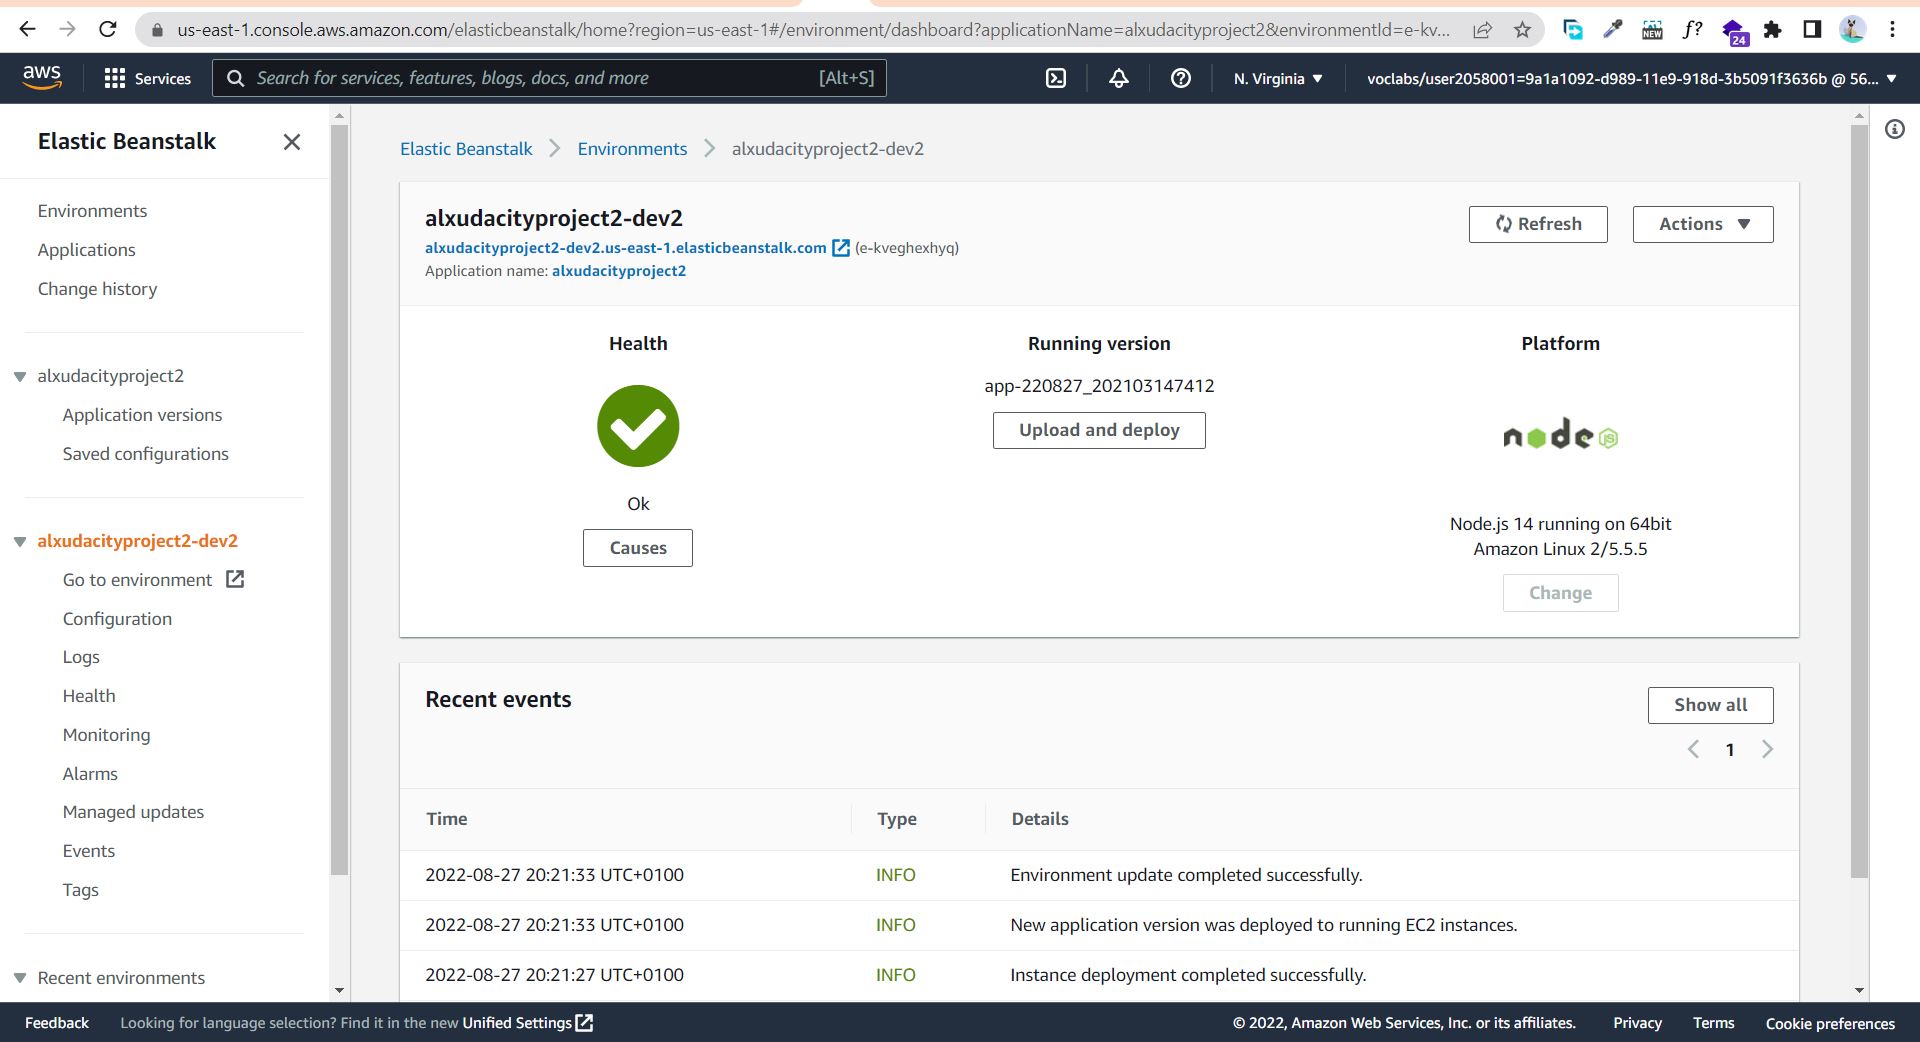 us-east-1.console.aws.amazon.com/elasticbeanstalk/home?region=us-east-1#/environment/dashboard?applicationName=alxudacityproject2&environmentId=e-kv...
f?
NEW
24
aws
Services
Search for services, features, blogs, docs, and more
[Alt+S]
N. Virginia
voclabs/user2058001=9a1a1092-d989-11e9-918d-3b5091f3636b @ 56...
Elastic Beanstalk
Environments
Applications
Change history
alxudacityproject2
Application versions
Saved configurations
alxudacityproject2-dev2
Go to environment
Configuration
Logs
Health
Monitoring
Alarms
Managed updates
Events
Tags
Recent environments
Elastic Beanstalk > Environments > alxudacityproject2-dev2
alxudacityproject2-dev2
alxudacityproject2-dev2.us-east-1.elasticbeanstalk.com (e-kveghexhyq)
Application name: alxudacityproject2
Refresh
Actions
Health
Ok
Causes
Running version
app-220827_202103147412
Upload and deploy
Platform
node JS
Node.js 14 running on 64bit
Amazon Linux 2/5.5.5
Change
Recent events
Show all
1
Time Type Details
2022-08-27 20:21:33 UTC+0100 INFO Environment update completed successfully.
2022-08-27 20:21:33 UTC+0100 INFO New application version was deployed to running EC2 instances.
2022-08-27 20:21:27 UTC+0100 INFO Instance deployment completed successfully.
Feedback
Looking for language selection? Find it in the new Unified Settings
© 2022, Amazon Web Services, Inc. or its affiliates.
Privacy
Terms
Cookie preferences